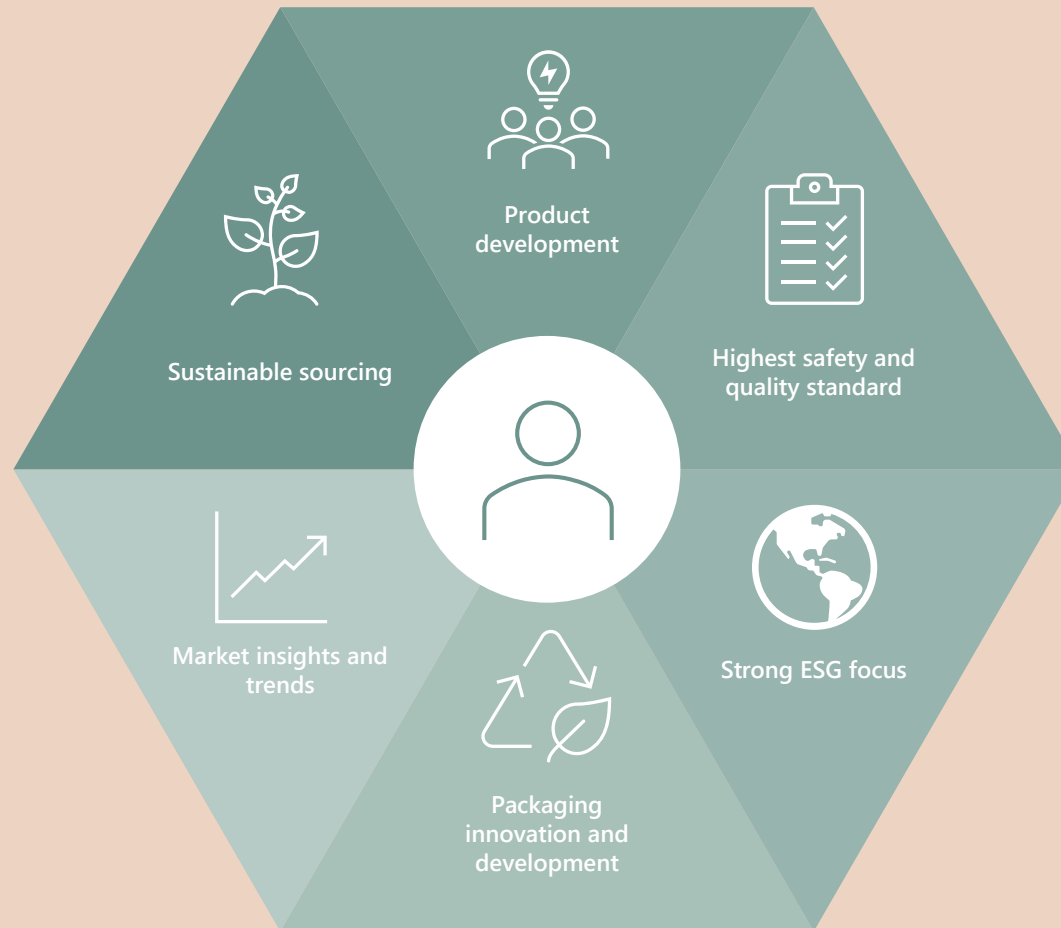 Product
development
Highest safety and
quality standard
Sustainable sourcing
Market insights and
trends
Strong ESG focus
Packaging
innovation and
development